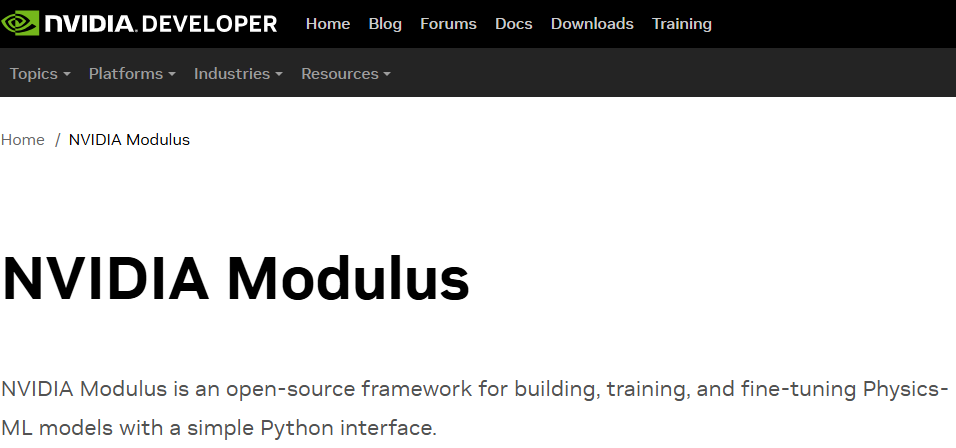 NVIDIA. DEVELOPER Home Blog Forums Docs Downloads Training
Topics Platforms Industries Resources
Home / NVIDIA Modulus
NVIDIA Modulus
NVIDIA Modulus is an open-source framework for building, training, and fine-tuning Physics-
ML models with a simple Python interface.